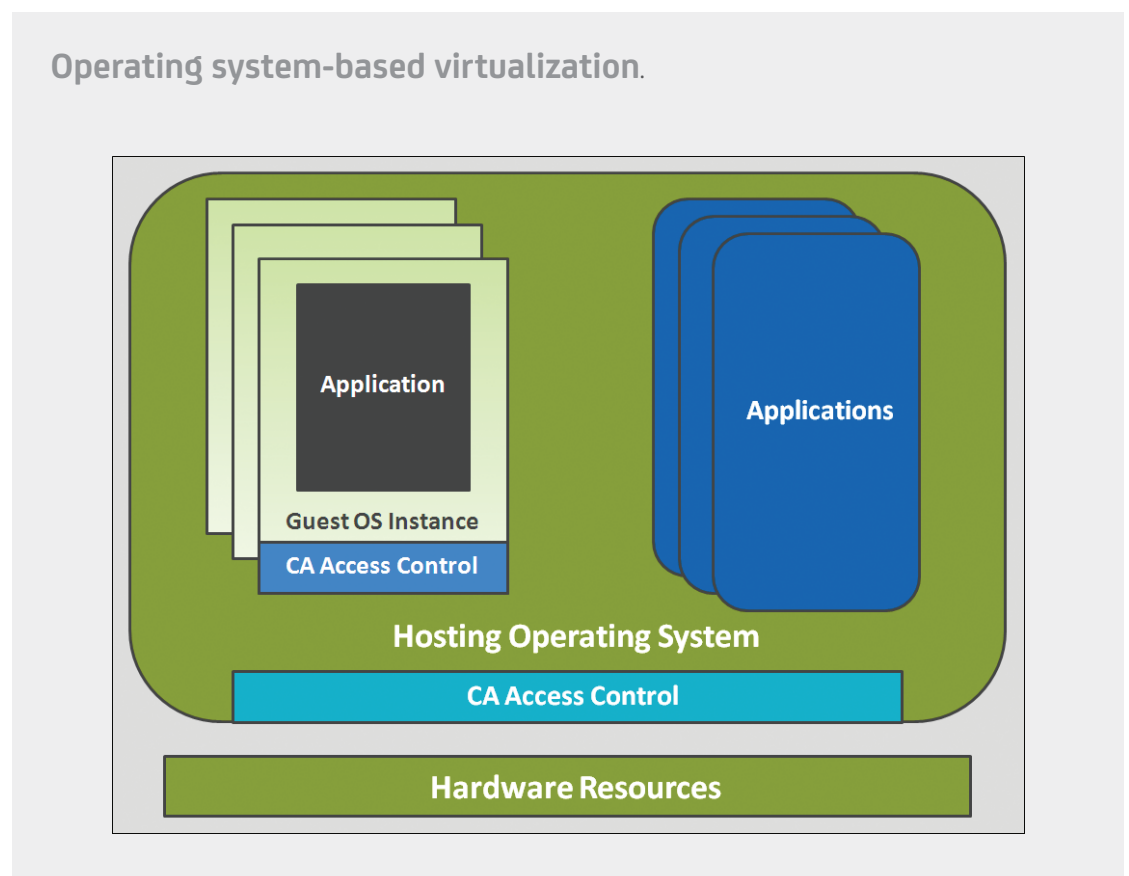 Operating system-based virtualization.
Application
Applications
Guest OS Instance
CA Access Control
Hosting Operating System
CA Access Control
Hardware Resources